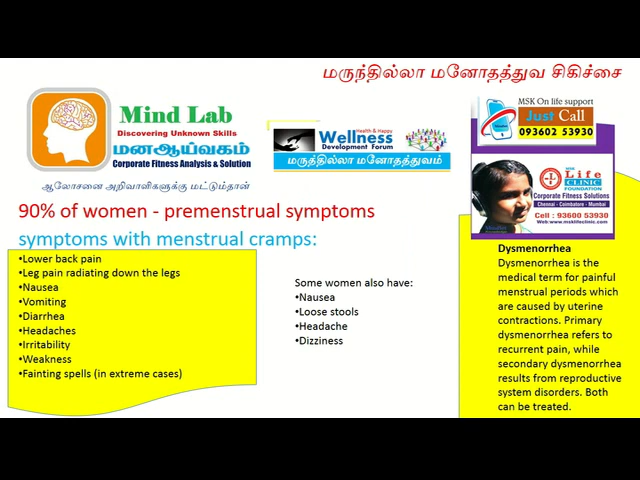 மருந்தில்லா மனோதத்துவ சிகிச்சை
Mind Lab
Discovering Unknown Skills
மனஆய்வகம்
Corporate Fitness Analysis & Solution
ஆலோசனை அறிவாளிகளுக்கு மட்டும்தான்
Health & Happy
Wellness
Development Forum
மருத்தில்லா மனோதத்துவம்
MSK On life support
Just Call
093602 53930
MSK
Life
CLINIC
FOUNDATION
Corporate Fitness Solutions
Chennai - Coimbatore - Mumbai
Cell : 93600 53930
Web:www.msklifeclinic.com
90% of women - premenstrual symptoms
symptoms with menstrual cramps:
•Lower back pain
•Leg pain radiating down the legs
•Nausea
•Vomiting
•Diarrhea
•Headaches
•Irritability
•Weakness
•Fainting spells (in extreme cases)
Some women also have:
•Nausea
•Loose stools
•Headache
•Dizziness
Dysmenorrhea
Dysmenorrhea is the
medical term for painful
menstrual periods which
are caused by uterine
contractions. Primary
dysmenorrhea refers to
recurrent pain, while
secondary dysmenorrhea
results from reproductive
system disorders. Both
can be treated.